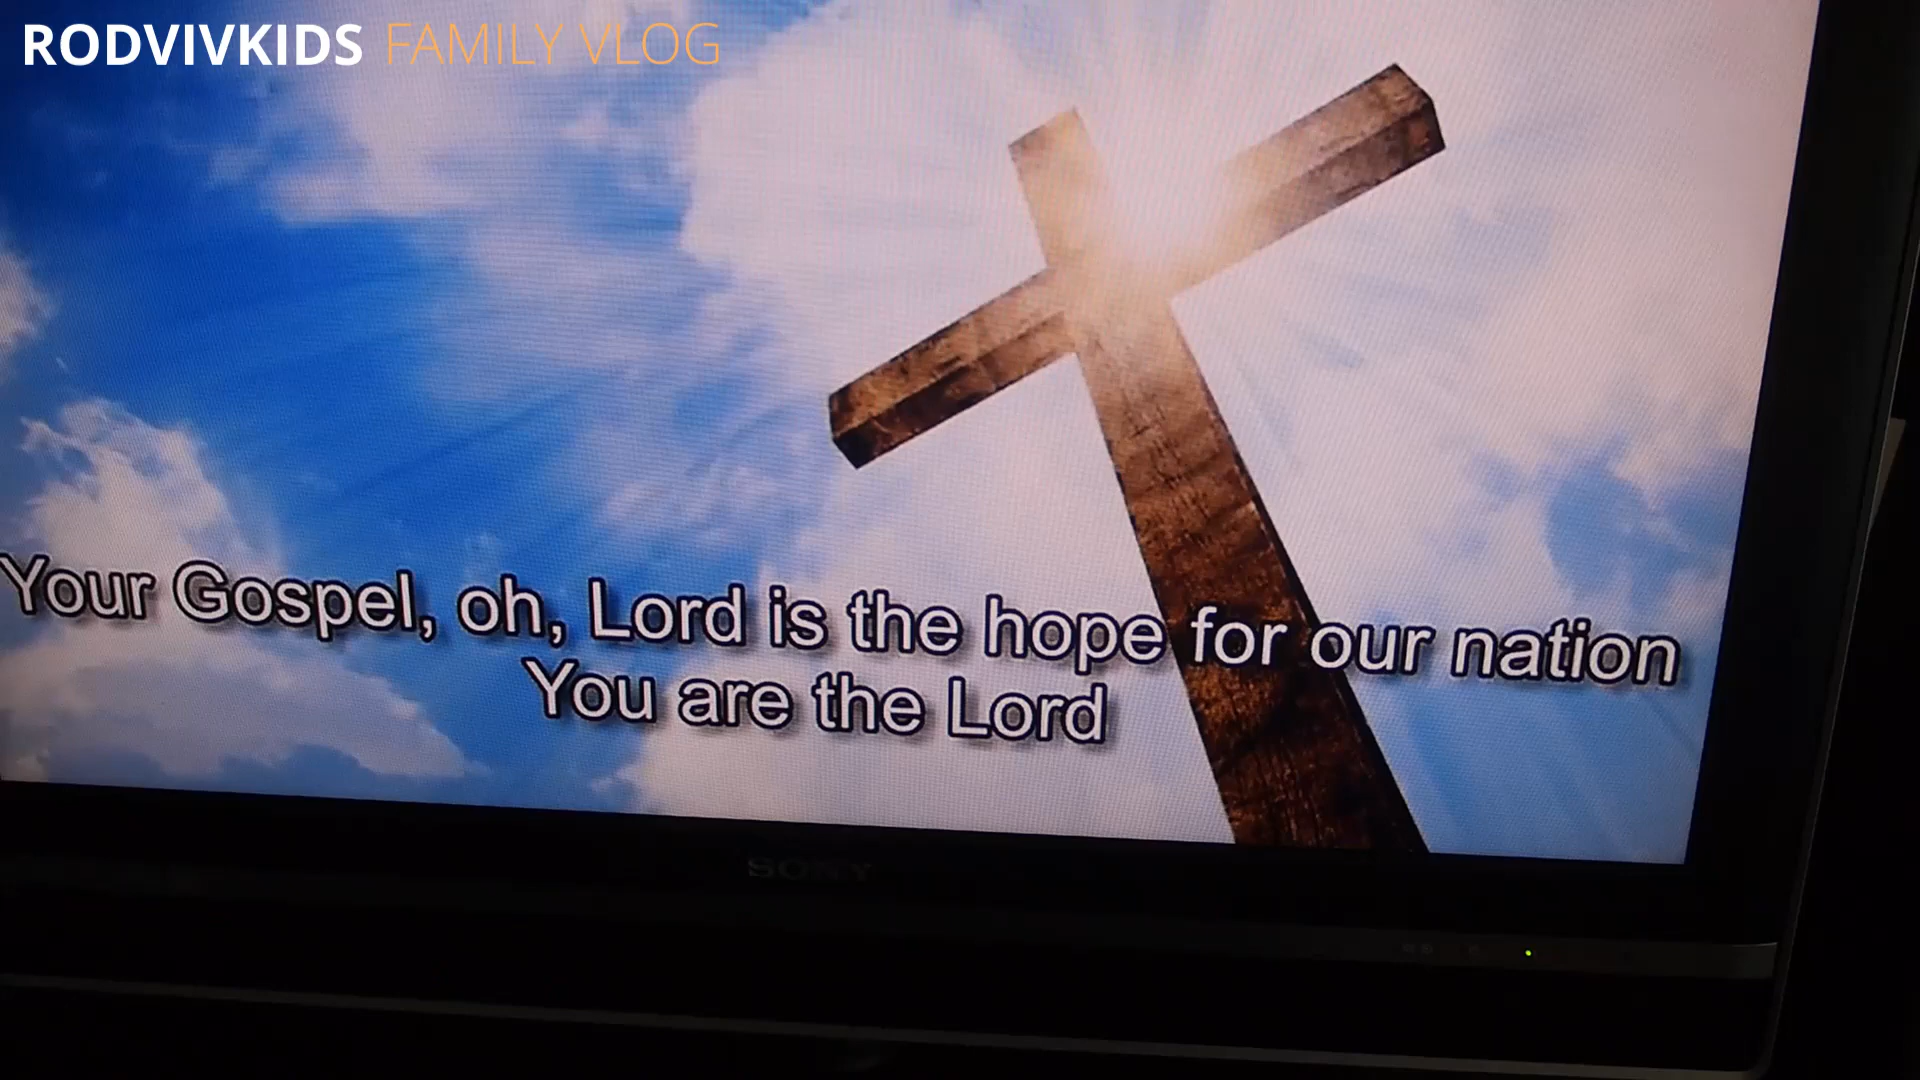 RODVIVKIDS FAMILY VLOG
Your Gospel, oh, Lord is the hope for our nation
You are the Lord
SONY